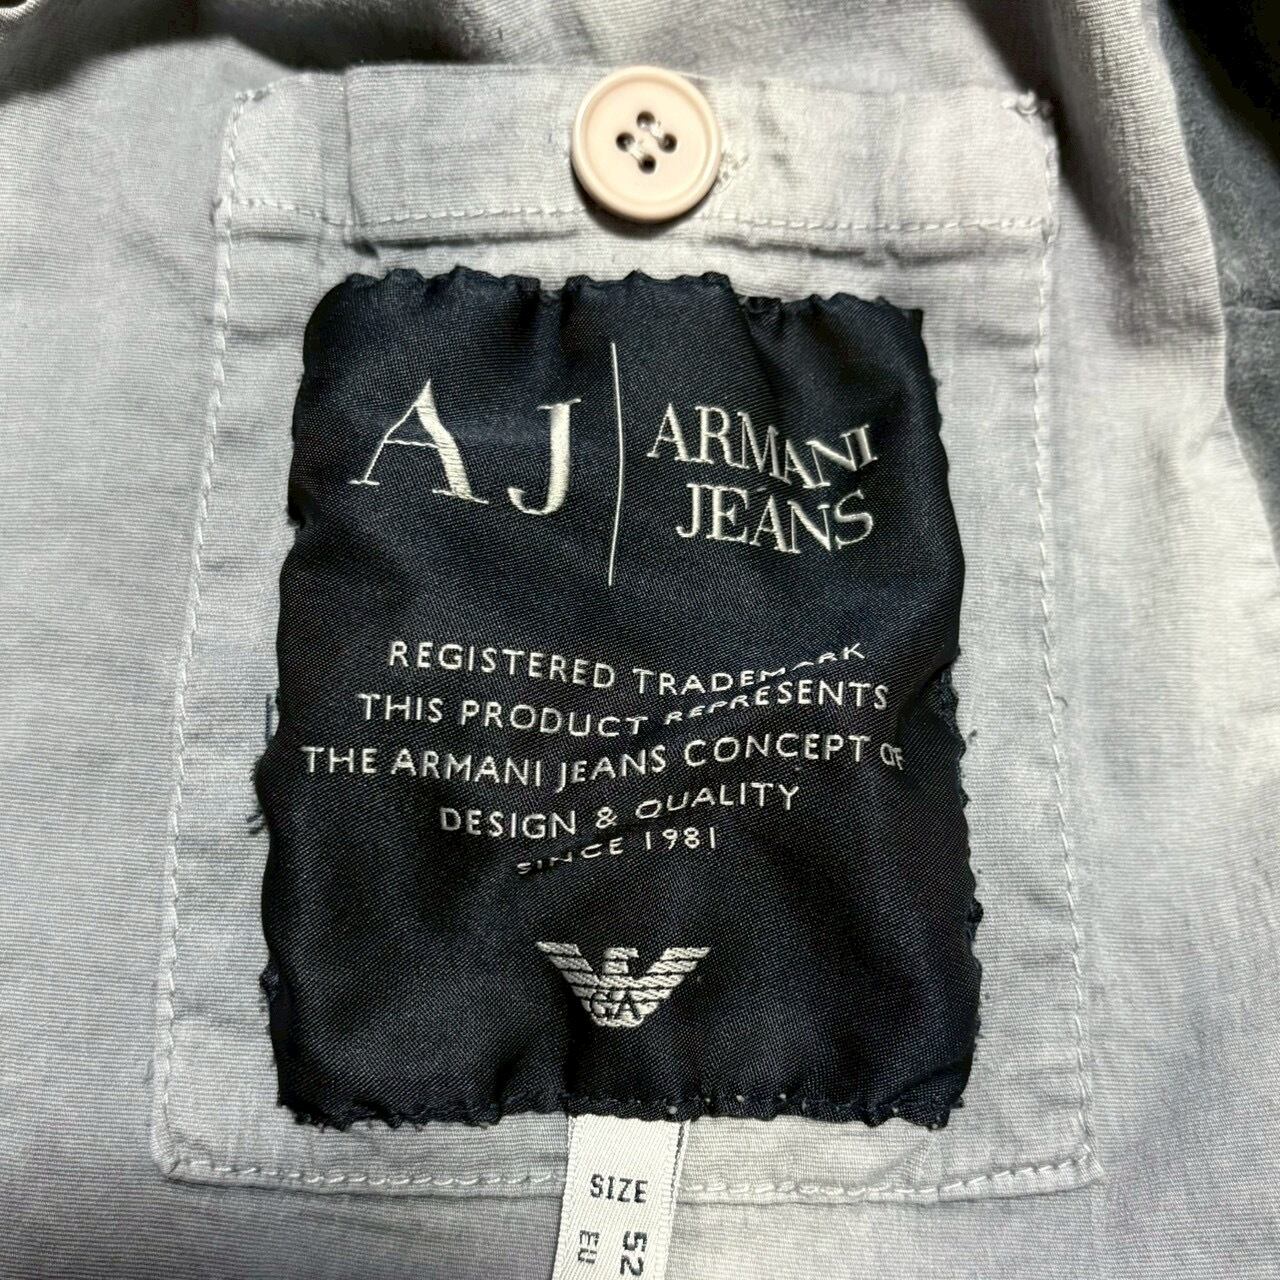 AJ
ARMANI
JEANS
REGISTERED TRADEMARK
THIS PRODUCT REPRESENTS
THE ARMANI JEANS CONCEPT OF
DESIGN & QUALITY
SINCE 1981
GA
SIZE
EU 52